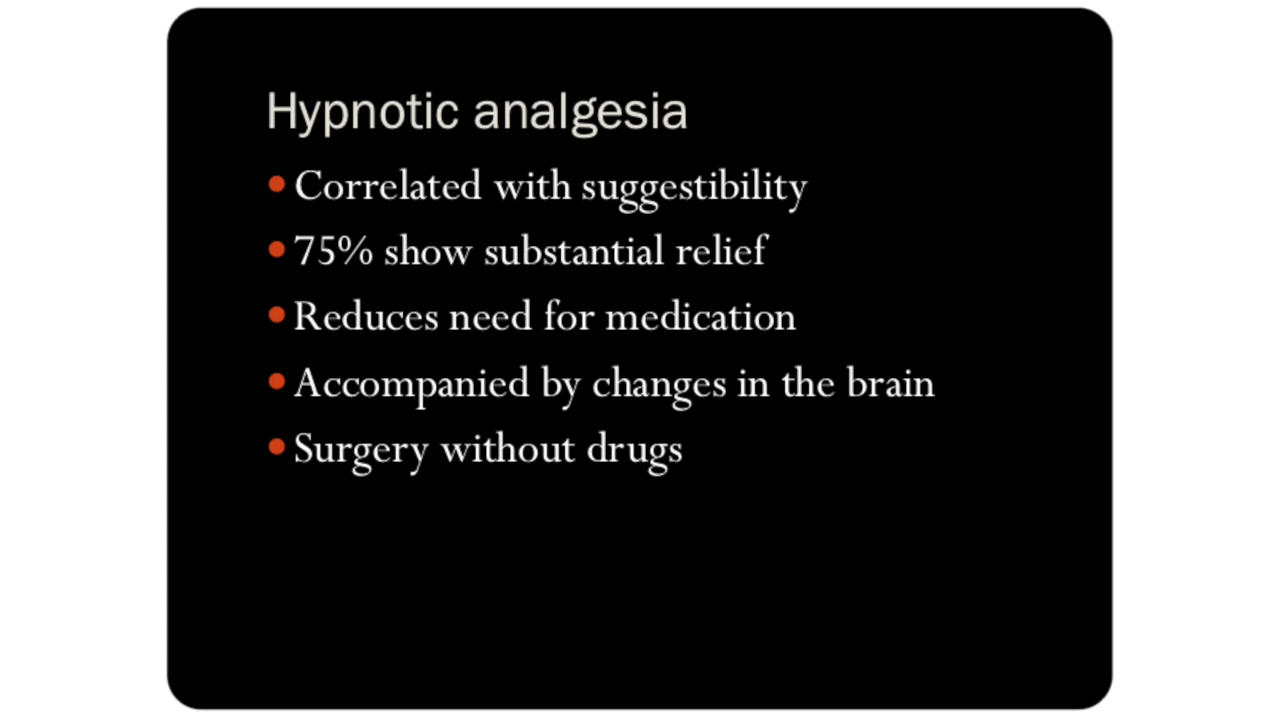 Hypnotic analgesia
• Correlated with suggestibility
• 75% show substantial relief
• Reduces need for medication
• Accompanied by changes in the brain
• Surgery without drugs